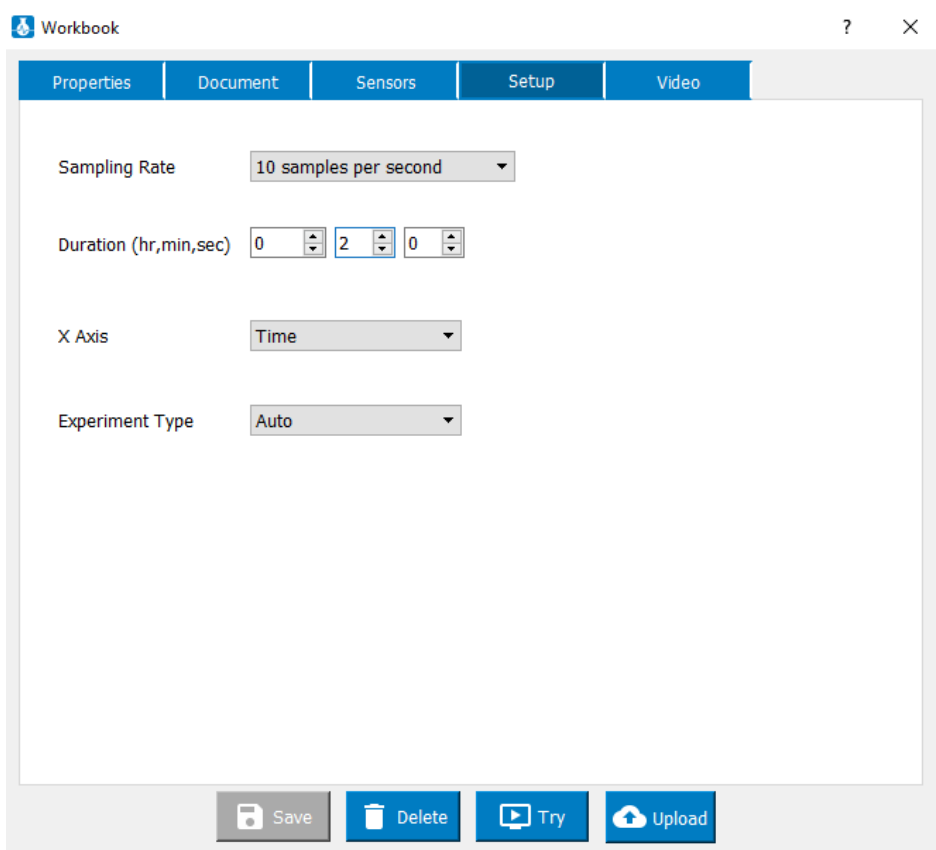 Workbook ?
Properties Document Sensors Setup Video
Sampling Rate 10 samples per second
Duration (hr,min,sec) 0 2 0
X Axis Time
Experiment Type Auto
Save Delete Try Upload